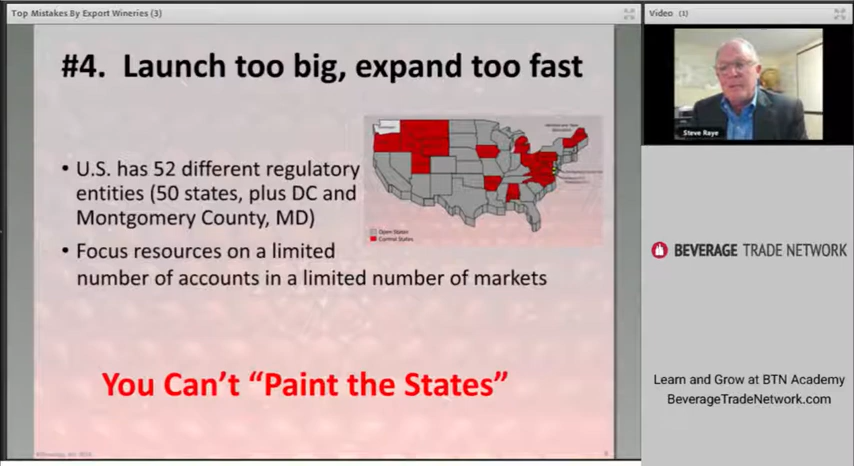 Top Mistakes By Export Wineries (3)
Video (1)
#4. Launch too big, expand too fast
Steve Raye
• U.S. has 52 different regulatory
entities (50 states, plus DC and
Montgomery County, MD)
Open States
Control States
• Focus resources on a limited
number of accounts in a limited number of markets
You Can't “Paint the States”
BEVERAGE TRADE NETWORK
Learn and Grow at BTN Academy
BeverageTradeNetwork.com